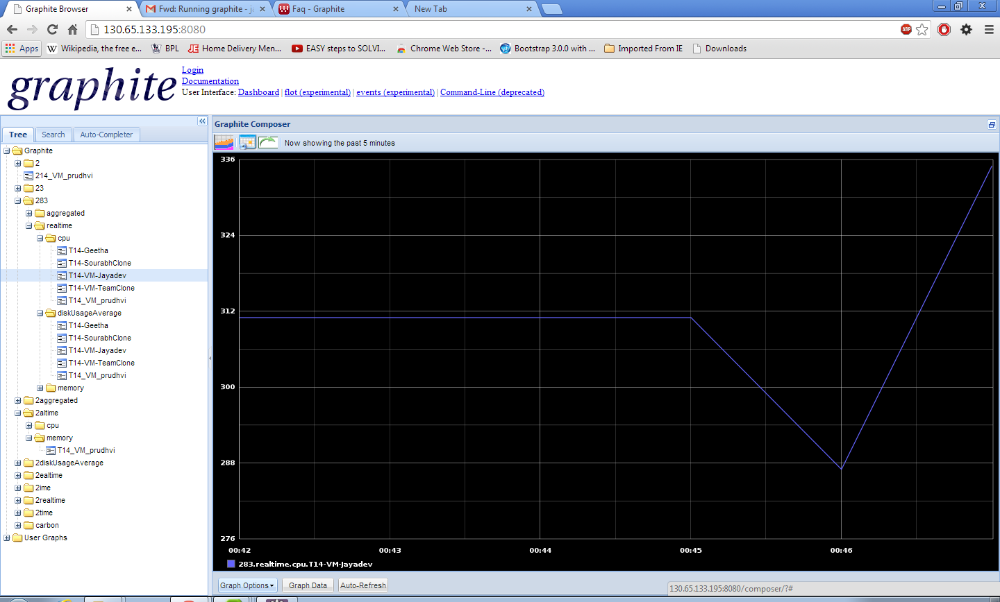 Graphite Browser
Fwd: Running graphite - j
Faq - Graphite
New Tab
130.65.133.195:8080
ABP
Apps
Wikipedia, the free e...
BPL
Home Delivery Men...
EASY steps to SOLVI...
Chrome Web Store -...
Bootstrap 3.0.0 with ...
Imported From IE
Downloads
graphite
Login
Documentation
User Interface: Dashboard | flot (experimental) | events (experimental) | Command-Line (deprecated)
Tree
Search
Auto-Completer
Graphite
2
214_VM_prudhvi
23
283
aggregated
realtime
cpu
T14-Geetha
T14-SourabhClone
T14-VM-Jayadev
T14-VM-TeamClone
T14_VM_prudhvi
diskUsageAverage
T14-Geetha
T14-SourabhClone
T14-VM-Jayadev
T14-VM-TeamClone
T14_VM_prudhvi
memory
2aggregated
2altime
cpu
memory
T14_VM_prudhvi
2diskUsageAverage
2ealtime
2ime
2realtime
2time
carbon
User Graphs
Graphite Composer
Now showing the past 5 minutes
336
324
312
300
288
276
00:42 00:43 00:44 00:45 00:46
283.realtime.cpu.T14-VM-Jayadev
Graph Options
Graph Data
Auto-Refresh
130.65.133.195:8080/composer/?#